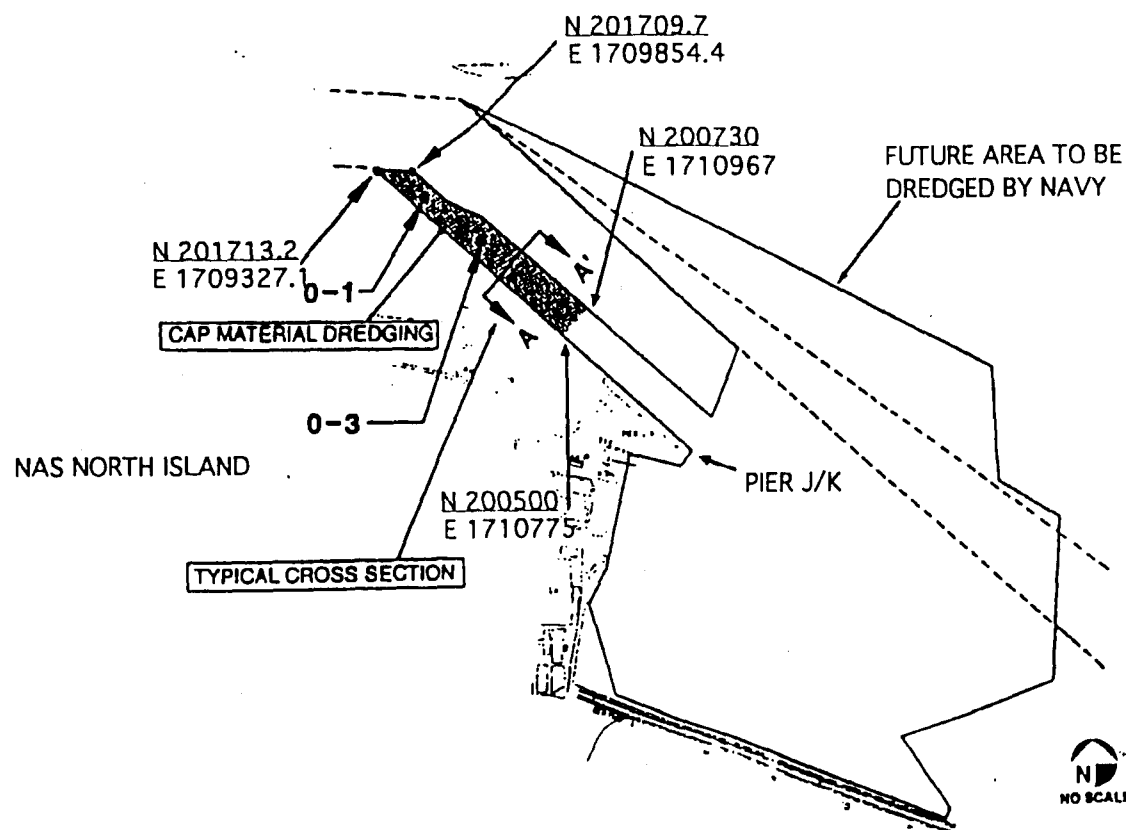 N 201709.7
E 1709854.4
N 200730
E 1710967
FUTURE AREA TO BE
DREDGED BY NAVY
N 201713.2
E 1709327.1
0-1
A'
A
CAP MATERIAL DREDGING
0-3
NAS NORTH ISLAND
PIER J/K
N 200500
E 1710775
TYPICAL CROSS SECTION
N
NO SCALE